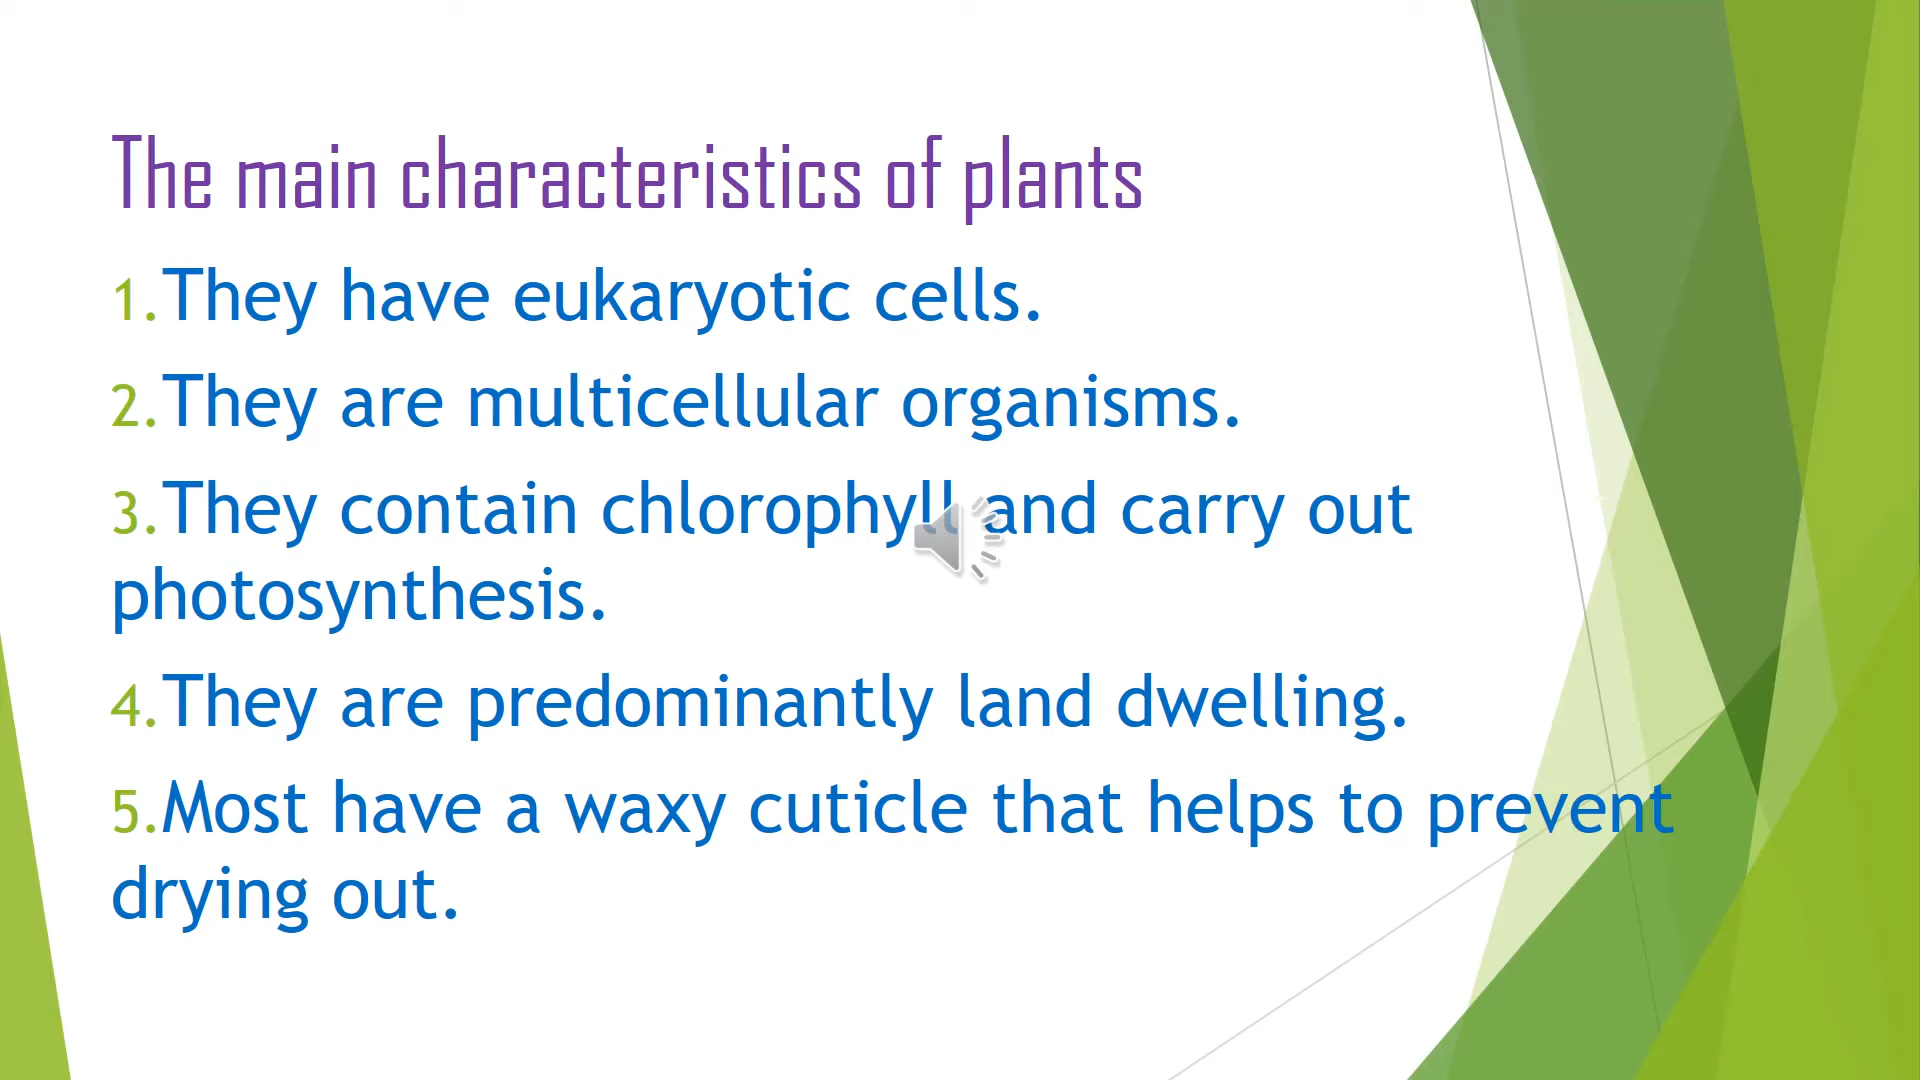 The main characteristics of plants
1.They have eukaryotic cells.
2.They are multicellular organisms.
3.They contain chlorophyll and carry out
photosynthesis.
4.They are predominantly land dwelling.
5.Most have a waxy cuticle that helps to prevent
drying out.